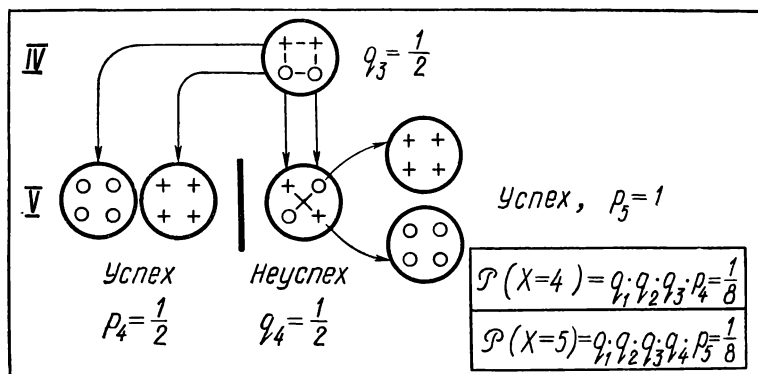 IV
q₃ = 1/2
V
Успех, p₅ = 1
Успех
p₄ = 1/2
Неуспех
q₄ = 1/2
𝒫(X=4) = q₁·q₂·q₃·p₄ = 1/8
𝒫(X=5) = q₁·q₂·q₃·q₄·p₅ = 1/8